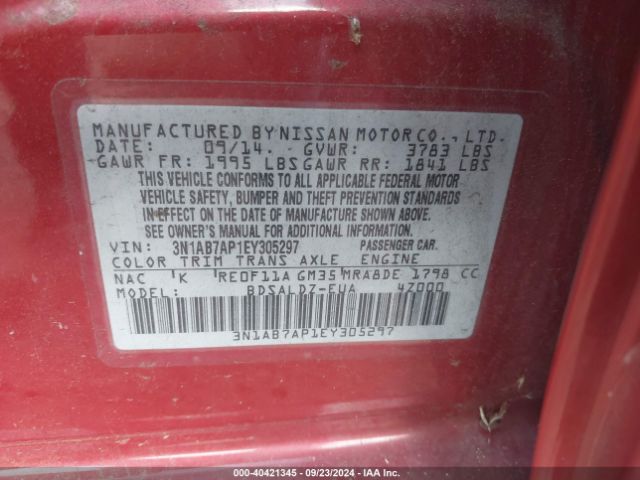 MANUFACTURED BY NISSAN MOTOR CO., LTD.
DATE: 09/14. GVWR: 3783 LBS
GAWR FR: 1995 LBS GAWR RR: 1841 LBS
THIS VEHICLE CONFORMS TO ALL APPLICABLE FEDERAL MOTOR
VEHICLE SAFETY, BUMPER AND THEFT PREVENTION STANDARDS
IN EFFECT ON THE DATE OF MANUFACTURE SHOWN ABOVE.
SEE OWNER'S MANUAL FOR ADDITIONAL INFORMATION.
VIN: 3N1AB7AP1EY305297 PASSENGER CAR.
COLOR TRIM TRANS AXLE ENGINE
NAC K RE0F11A GM35 MRA8DE 1798 CC
MODEL: BDSALDZ-EUA 4Z000
3N1AB7AP1EY305297
000-40421345 | 09/23/2024 | IAA Inc.